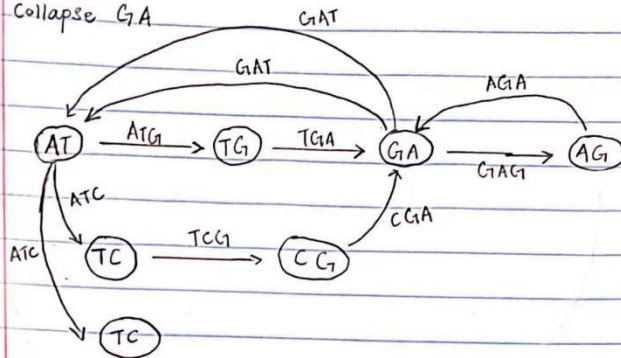 Collapse GA
GAT
GAT
AGA
AT
ATG
TG
TGA
GA
GAG
AG
ATC
ATC
TC
TCG
CG
CGA
TC